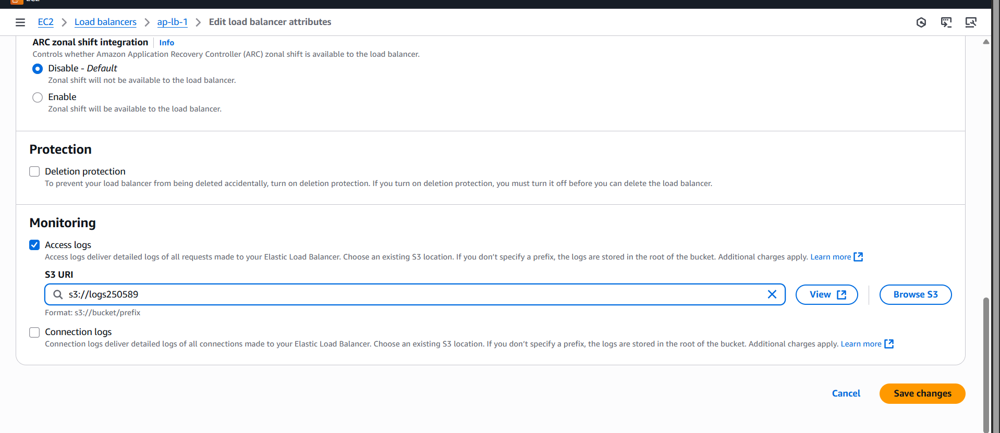 EC2
EC2 > Load balancers > ap-lb-1 > Edit load balancer attributes
ARC zonal shift integration | Info
Controls whether Amazon Application Recovery Controller (ARC) zonal shift is available to the load balancer.
Disable - Default
Zonal shift will not be available to the load balancer.
Enable
Zonal shift will be available to the load balancer.
Protection
Deletion protection
To prevent your load balancer from being deleted accidentally, turn on deletion protection. If you turn on deletion protection, you must turn it off before you can delete the load balancer.
Monitoring
Access logs
Access logs deliver detailed logs of all requests made to your Elastic Load Balancer. Choose an existing S3 location. If you don’t specify a prefix, the logs are stored in the root of the bucket. Additional charges apply. Learn more
S3 URI
s3://logs250589 View Browse S3
Format: s3://bucket/prefix
Connection logs
Connection logs deliver detailed logs of all connections made to your Elastic Load Balancer. Choose an existing S3 location. If you don’t specify a prefix, the logs are stored in the root of the bucket. Additional charges apply. Learn more
Cancel Save changes